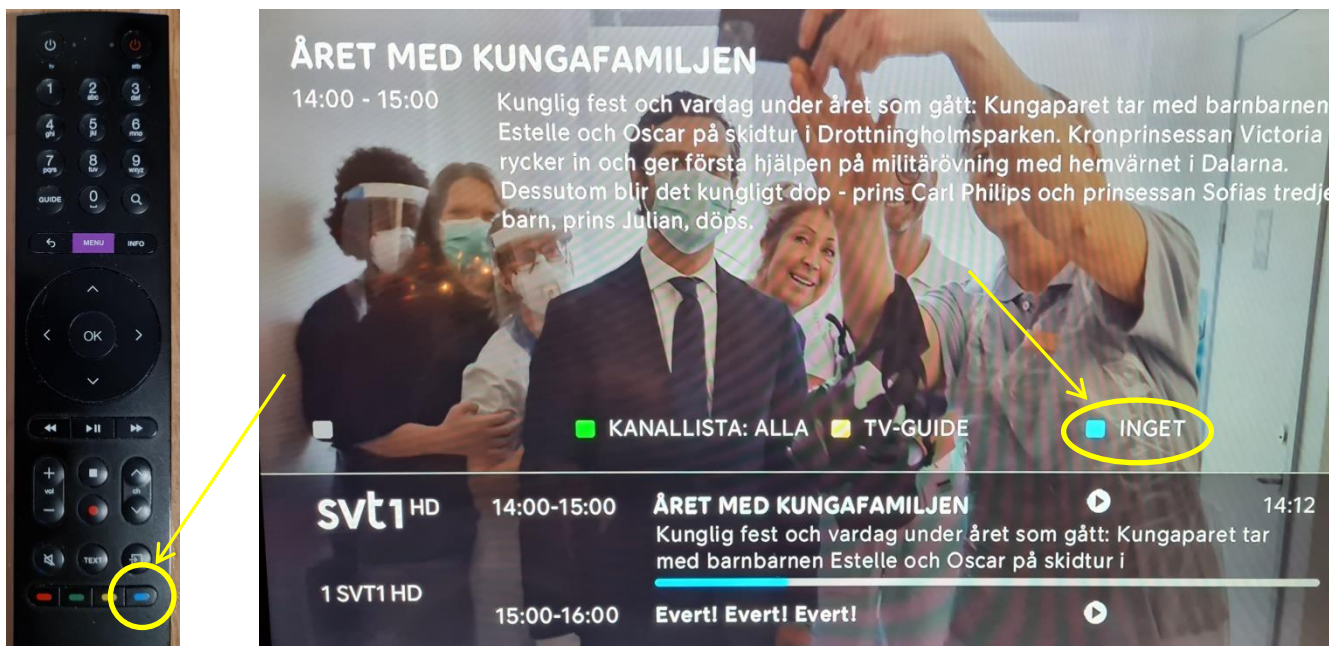 tv
stb
1
2
abc
3
def
4
ghi
5
jkl
6
mno
7
pqrs
8
tuv
9
wxyz
GUIDE
0
MENU
INFO
OK
+
vol
−
ch
TEXT
ÅRET MED KUNGAFAMILJEN
14:00 - 15:00
Kunglig fest och vardag under året som gått: Kungaparet tar med barnbarnen
Estelle och Oscar på skidtur i Drottningholmsparken. Kronprinsessan Victoria
rycker in och ger första hjälpen på militärövning med hemvärnet i Dalarna.
Dessutom blir det kungligt dop - prins Carl Philips och prinsessan Sofias tredje
barn, prins Julian, döps.
KANALLISTA: ALLA
TV-GUIDE
INGET
svt1 HD
14:00-15:00
ÅRET MED KUNGAFAMILJEN
14:12
Kunglig fest och vardag under året som gått: Kungaparet tar
med barnbarnen Estelle och Oscar på skidtur i
1 SVT1 HD
15:00-16:00
Evert! Evert! Evert!